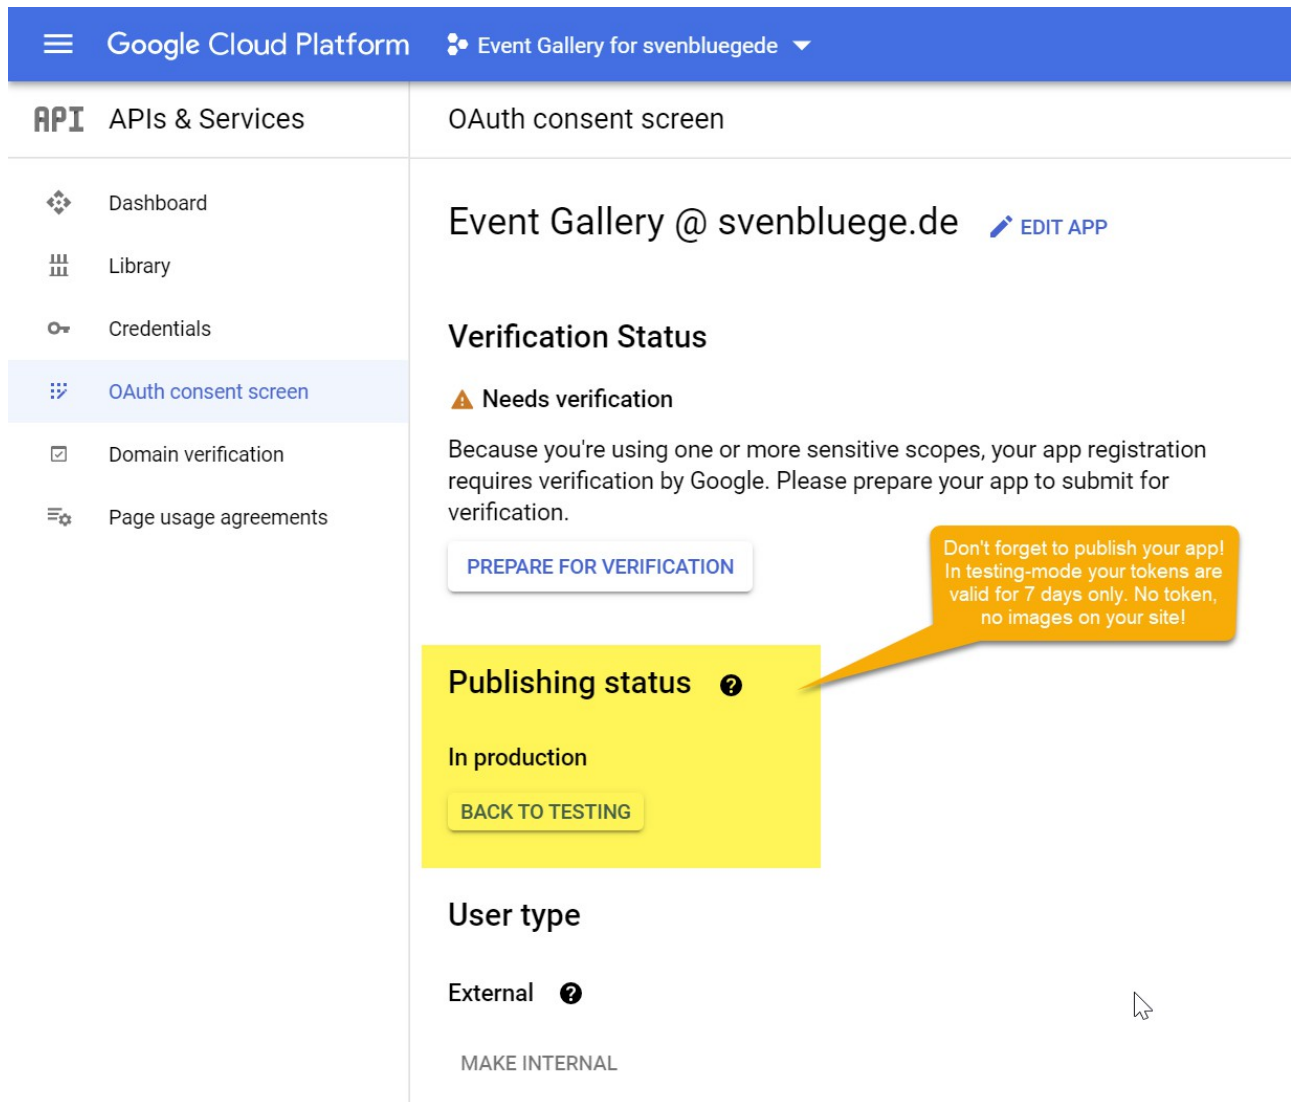 Google Cloud Platform
Event Gallery for svenbluegede
API APIs & Services
OAuth consent screen
Dashboard
Library
Credentials
OAuth consent screen
Domain verification
Page usage agreements
Event Gallery @ svenbluege.de
EDIT APP
Verification Status
Needs verification
Because you're using one or more sensitive scopes, your app registration
requires verification by Google. Please prepare your app to submit for
verification.
PREPARE FOR VERIFICATION
Don't forget to publish your app!
In testing-mode your tokens are
valid for 7 days only. No token,
no images on your site!
Publishing status
In production
BACK TO TESTING
User type
External
MAKE INTERNAL